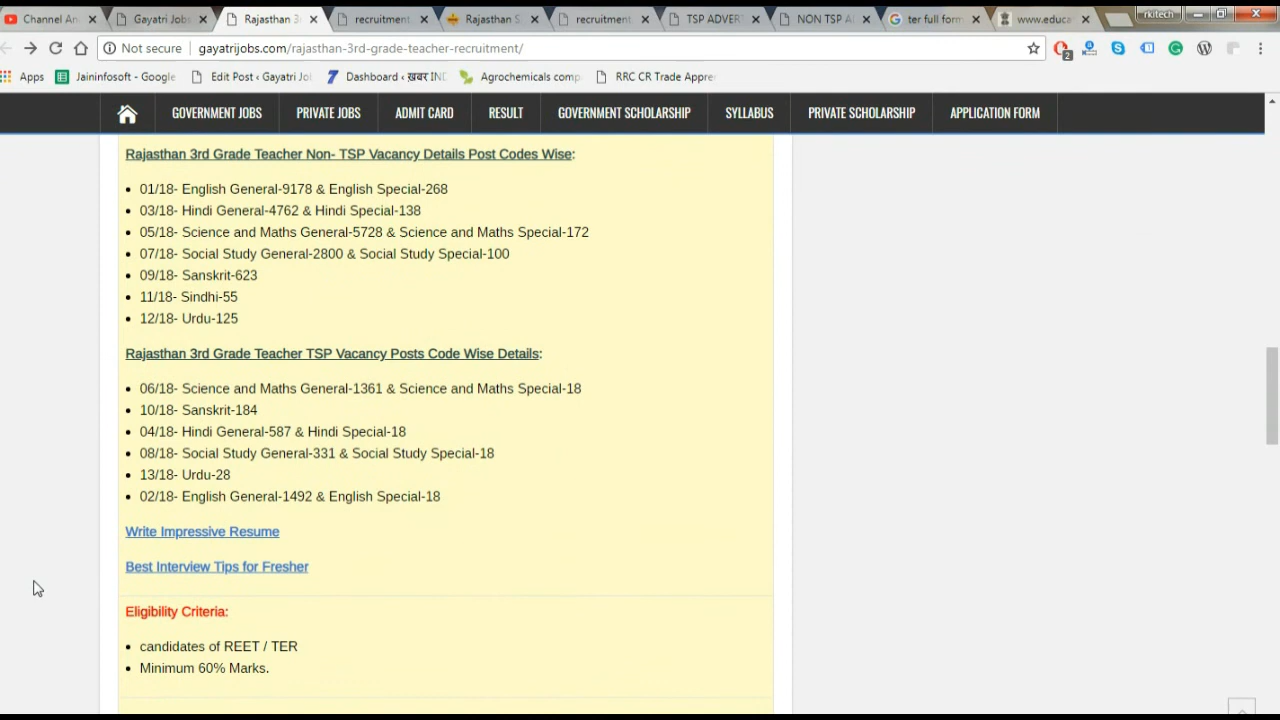 Channel An
Gayatri Jobs
Rajasthan 3
recruitment
Rajasthan S
recruitment
TSP ADVERT
NON TSP A
ter full form
www.educa
rkitech
Not secure
gayatrijobs.com/rajasthan-3rd-grade-teacher-recruitment/
2
Apps
Jaininfosoft - Google
Edit Post ‹ Gayatri Jo
Dashboard ‹ ख़बर IND
Agrochemicals comp
RRC CR Trade Appre
GOVERNMENT JOBS
PRIVATE JOBS
ADMIT CARD
RESULT
GOVERNMENT SCHOLARSHIP
SYLLABUS
PRIVATE SCHOLARSHIP
APPLICATION FORM
Rajasthan 3rd Grade Teacher Non- TSP Vacancy Details Post Codes Wise:
• 01/18- English General-9178 & English Special-268
• 03/18- Hindi General-4762 & Hindi Special-138
• 05/18- Science and Maths General-5728 & Science and Maths Special-172
• 07/18- Social Study General-2800 & Social Study Special-100
• 09/18- Sanskrit-623
• 11/18- Sindhi-55
• 12/18- Urdu-125
Rajasthan 3rd Grade Teacher TSP Vacancy Posts Code Wise Details:
• 06/18- Science and Maths General-1361 & Science and Maths Special-18
• 10/18- Sanskrit-184
• 04/18- Hindi General-587 & Hindi Special-18
• 08/18- Social Study General-331 & Social Study Special-18
• 13/18- Urdu-28
• 02/18- English General-1492 & English Special-18
Write Impressive Resume
Best Interview Tips for Fresher
Eligibility Criteria:
• candidates of REET / TER
• Minimum 60% Marks.